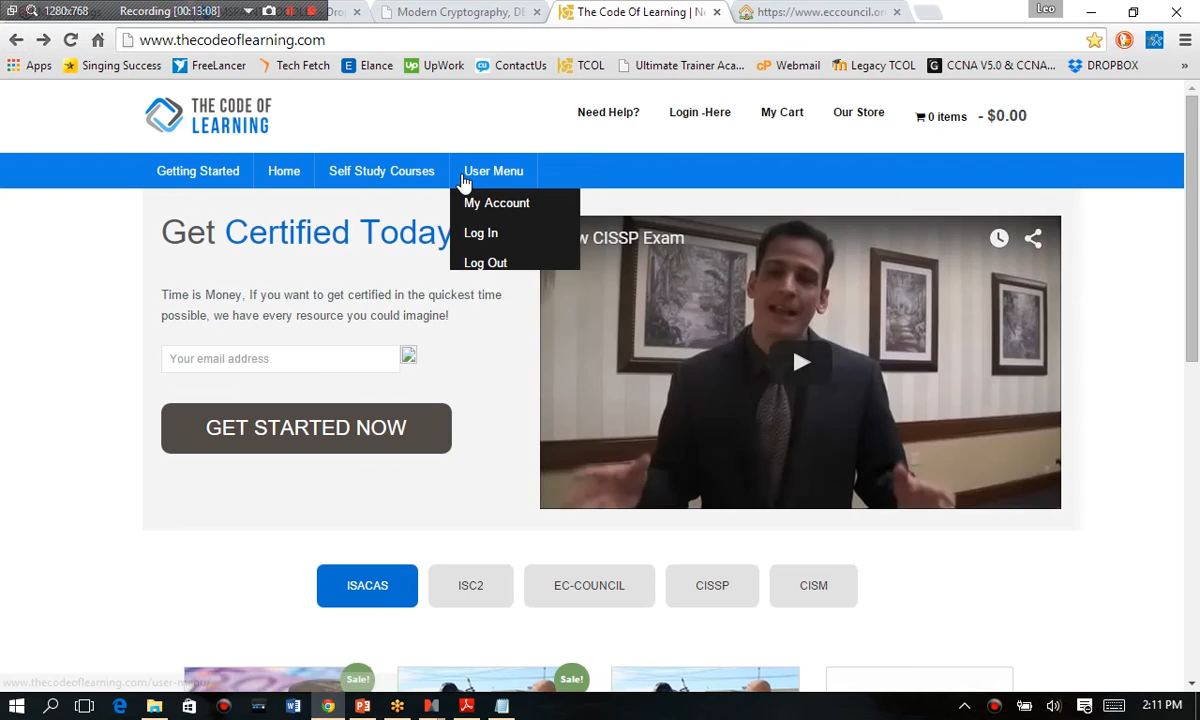 1280x768 Recording [00:13:08]
Modern Cryptography, DE
The Code Of Learning | Ne
https://www.eccouncil.or
Leo
www.thecodeoflearning.com
Apps Singing Success FreeLancer Tech Fetch Elance UpWork ContactUs TCOL Ultimate Trainer Aca... Webmail Legacy TCOL CCNA V5.0 & CCNA... DROPBOX »
THE CODE OF
LEARNING
Need Help? Login -Here My Cart Our Store 0 items - $0.00
Getting Started Home Self Study Courses User Menu
My Account
Log In
Log Out
Get Certified Today
w CISSP Exam
Time is Money, If you want to get certified in the quickest time
possible, we have every resource you could imagine!
Your email address
GET STARTED NOW
ISACAS ISC2 EC-COUNCIL CISSP CISM
Sale! Sale!
www.thecodeoflearning.com/user-menu/
2:11 PM